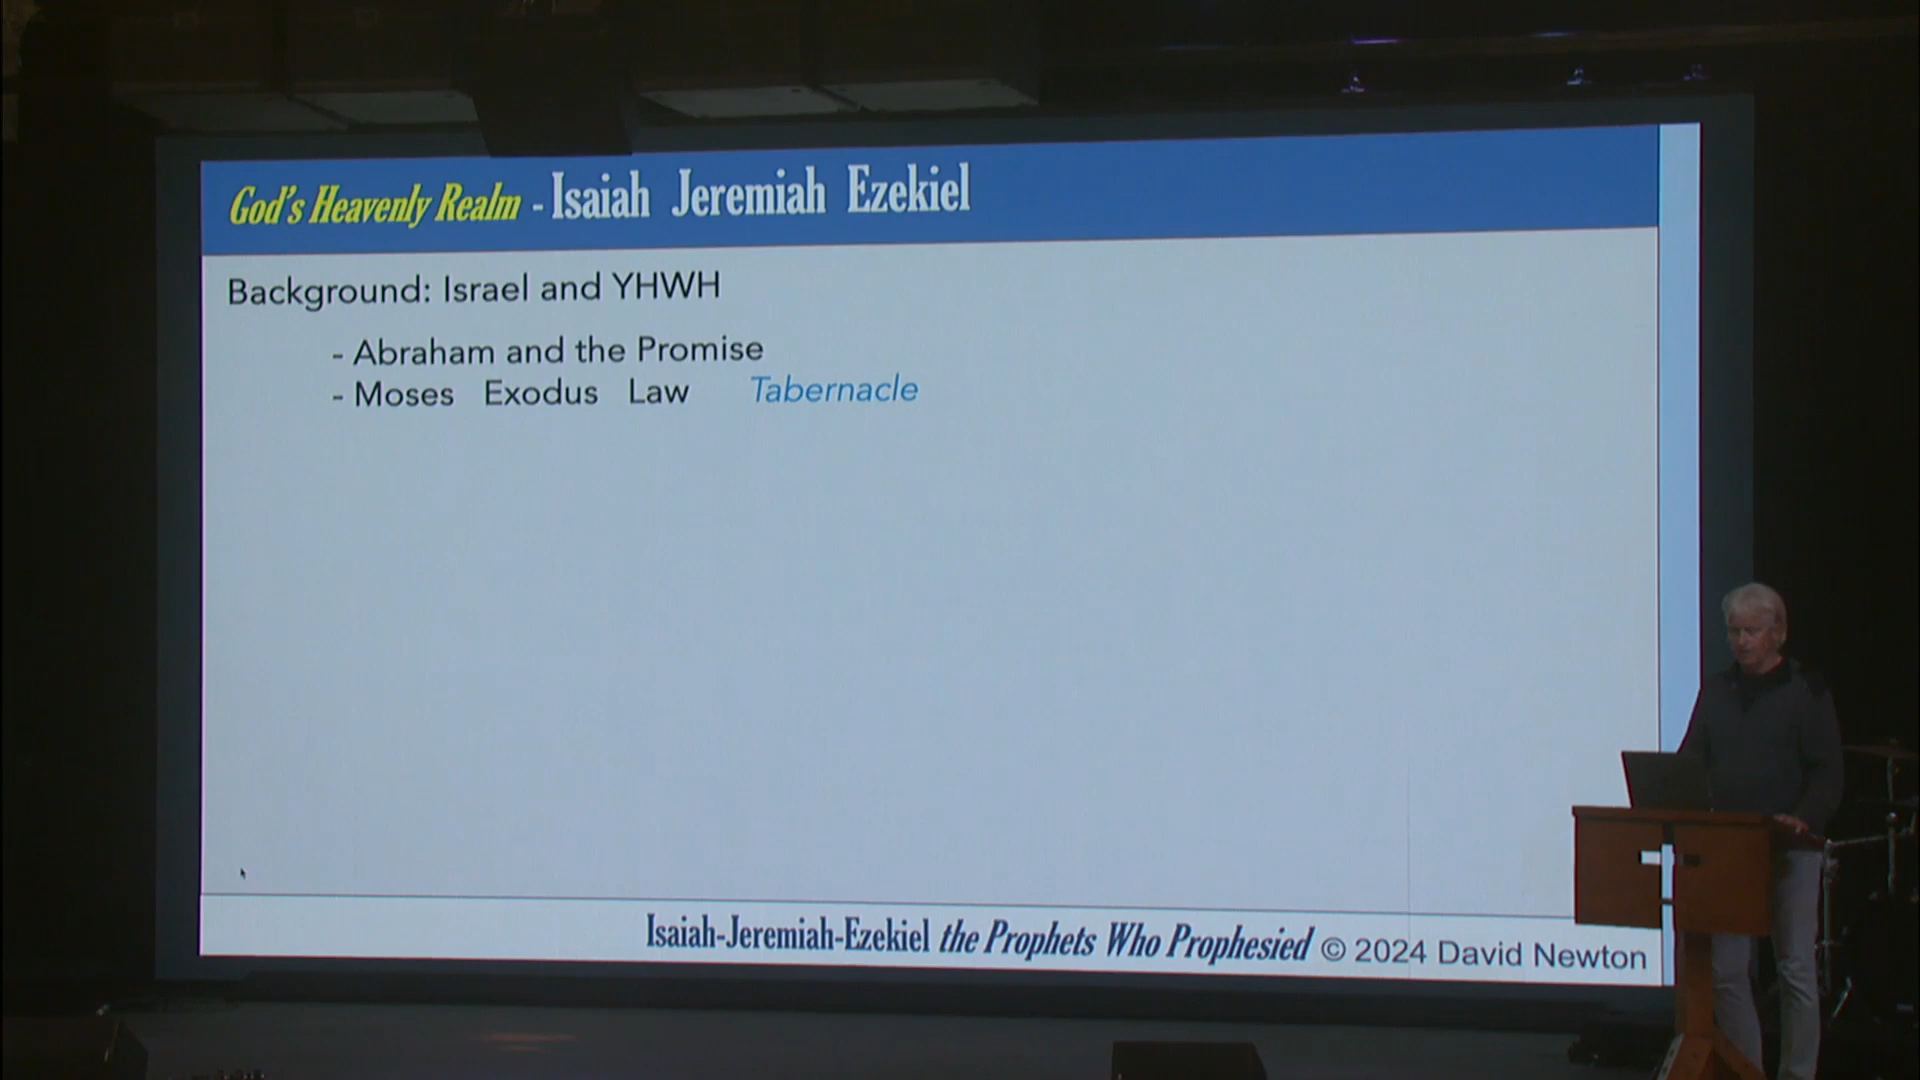 God's Heavenly Realm - Isaiah Jeremiah Ezekiel
Background: Israel and YHWH
- Abraham and the Promise
- Moses Exodus Law Tabernacle
Isaiah-Jeremiah-Ezekiel the Prophets Who Prophesied © 2024 David Newton